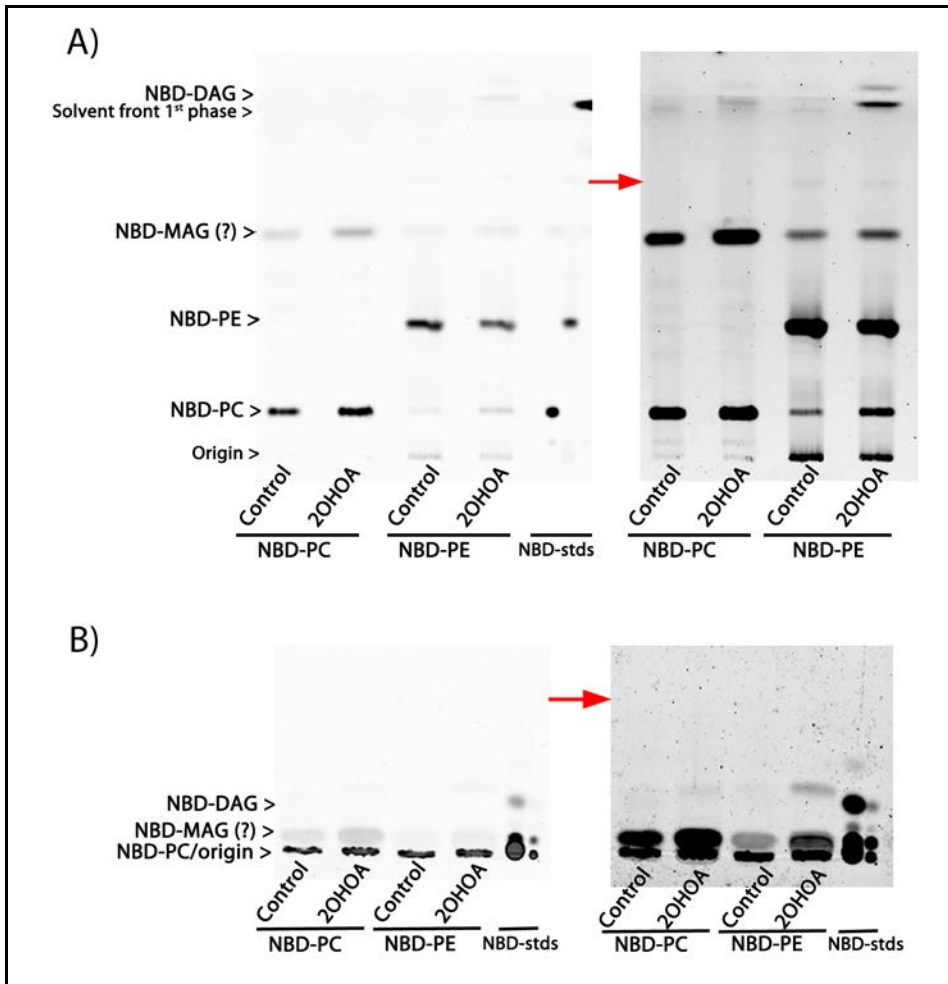 A)
NBD-DAG >
Solvent front 1st phase >
NBD-MAG (?) >
NBD-PE >
NBD-PC >
Origin >
Control 2OHOA Control 2OHOA Control 2OHOA Control 2OHOA
NBD-PC NBD-PE NBD-stds NBD-PC NBD-PE
B)
NBD-DAG >
NBD-MAG (?) >
NBD-PC/origin >
Control 2OHOA Control 2OHOA Control 2OHOA Control 2OHOA
NBD-PC NBD-PE NBD-stds NBD-PC NBD-PE NBD-stds